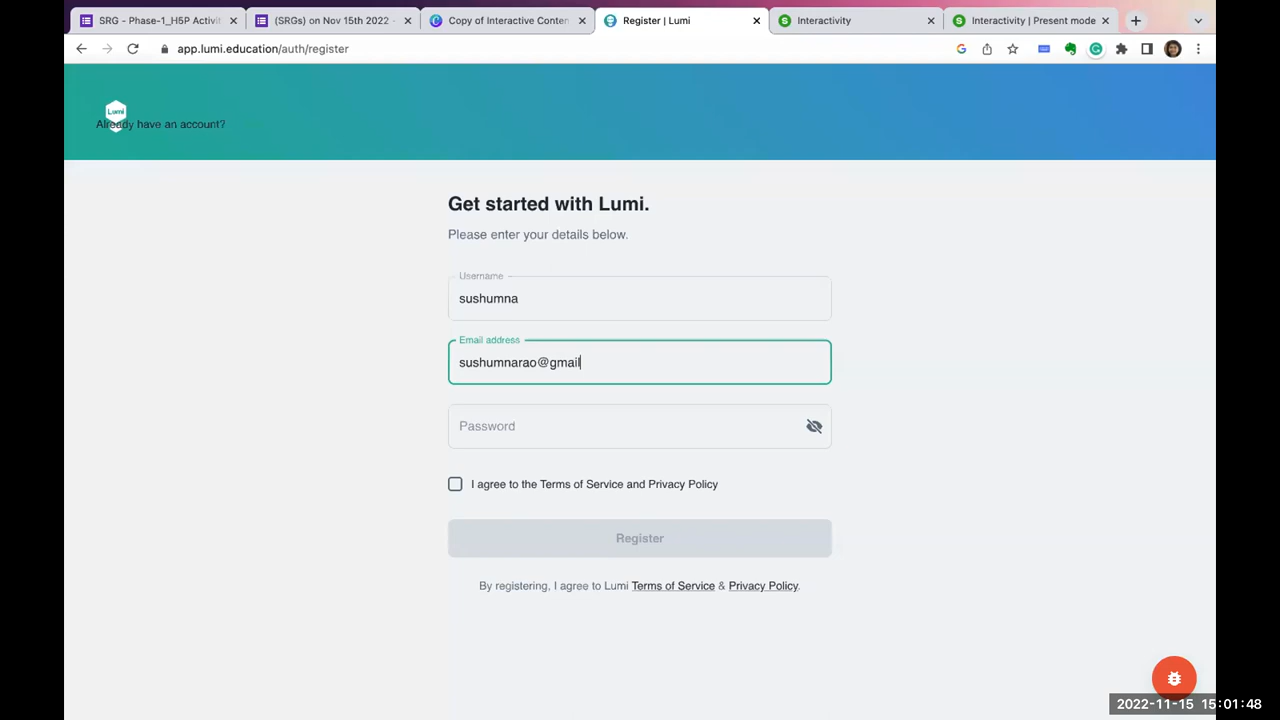 SRG - Phase-1_H5P Activi
(SRGs) on Nov 15th 2022 -
Copy of Interactive Conten
Register | Lumi
Interactivity
Interactivity | Present mode
app.lumi.education/auth/register
Lumi
Already have an account?
Get started with Lumi.
Please enter your details below.
Username
sushumna
Email address
sushumnarao@gmail
Password
I agree to the Terms of Service and Privacy Policy
Register
By registering, I agree to Lumi Terms of Service & Privacy Policy.
2022-11-15 15:01:48